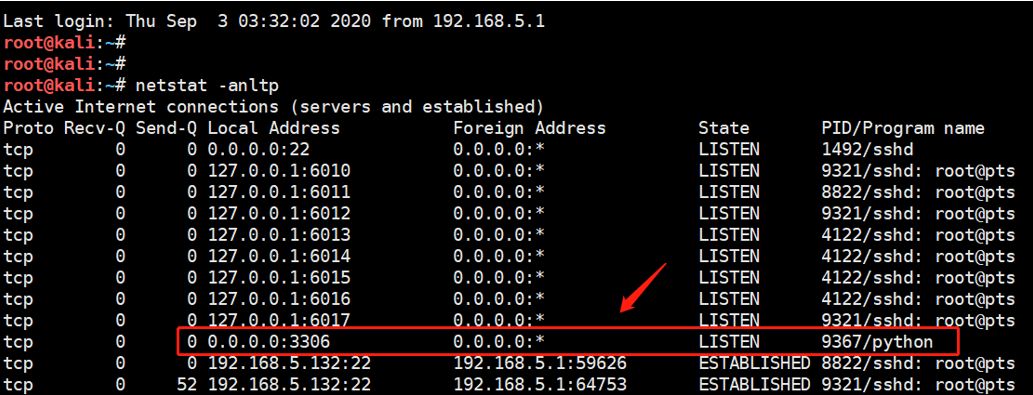 Last login: Thu Sep  3 03:32:02 2020 from 192.168.5.1
root@kali:~#
root@kali:~#
root@kali:~# netstat -anltp
Active Internet connections (servers and established)
Proto Recv-Q Send-Q Local Address           Foreign Address         State       PID/Program name
tcp        0      0 0.0.0.0:22              0.0.0.0:*               LISTEN      1492/sshd
tcp        0      0 127.0.0.1:6010          0.0.0.0:*               LISTEN      9321/sshd: root@pts
tcp        0      0 127.0.0.1:6011          0.0.0.0:*               LISTEN      8822/sshd: root@pts
tcp        0      0 127.0.0.1:6012          0.0.0.0:*               LISTEN      9321/sshd: root@pts
tcp        0      0 127.0.0.1:6013          0.0.0.0:*               LISTEN      4122/sshd: root@pts
tcp        0      0 127.0.0.1:6014          0.0.0.0:*               LISTEN      4122/sshd: root@pts
tcp        0      0 127.0.0.1:6015          0.0.0.0:*               LISTEN      4122/sshd: root@pts
tcp        0      0 127.0.0.1:6016          0.0.0.0:*               LISTEN      4122/sshd: root@pts
tcp        0      0 127.0.0.1:6017          0.0.0.0:*               LISTEN      9321/sshd: root@pts
tcp        0      0 0.0.0.0:3306            0.0.0.0:*               LISTEN      9367/python
tcp        0      0 192.168.5.132:22        192.168.5.1:59626       ESTABLISHED 8822/sshd: root@pts
tcp        0     52 192.168.5.132:22        192.168.5.1:64753       ESTABLISHED 9321/sshd: root@pts